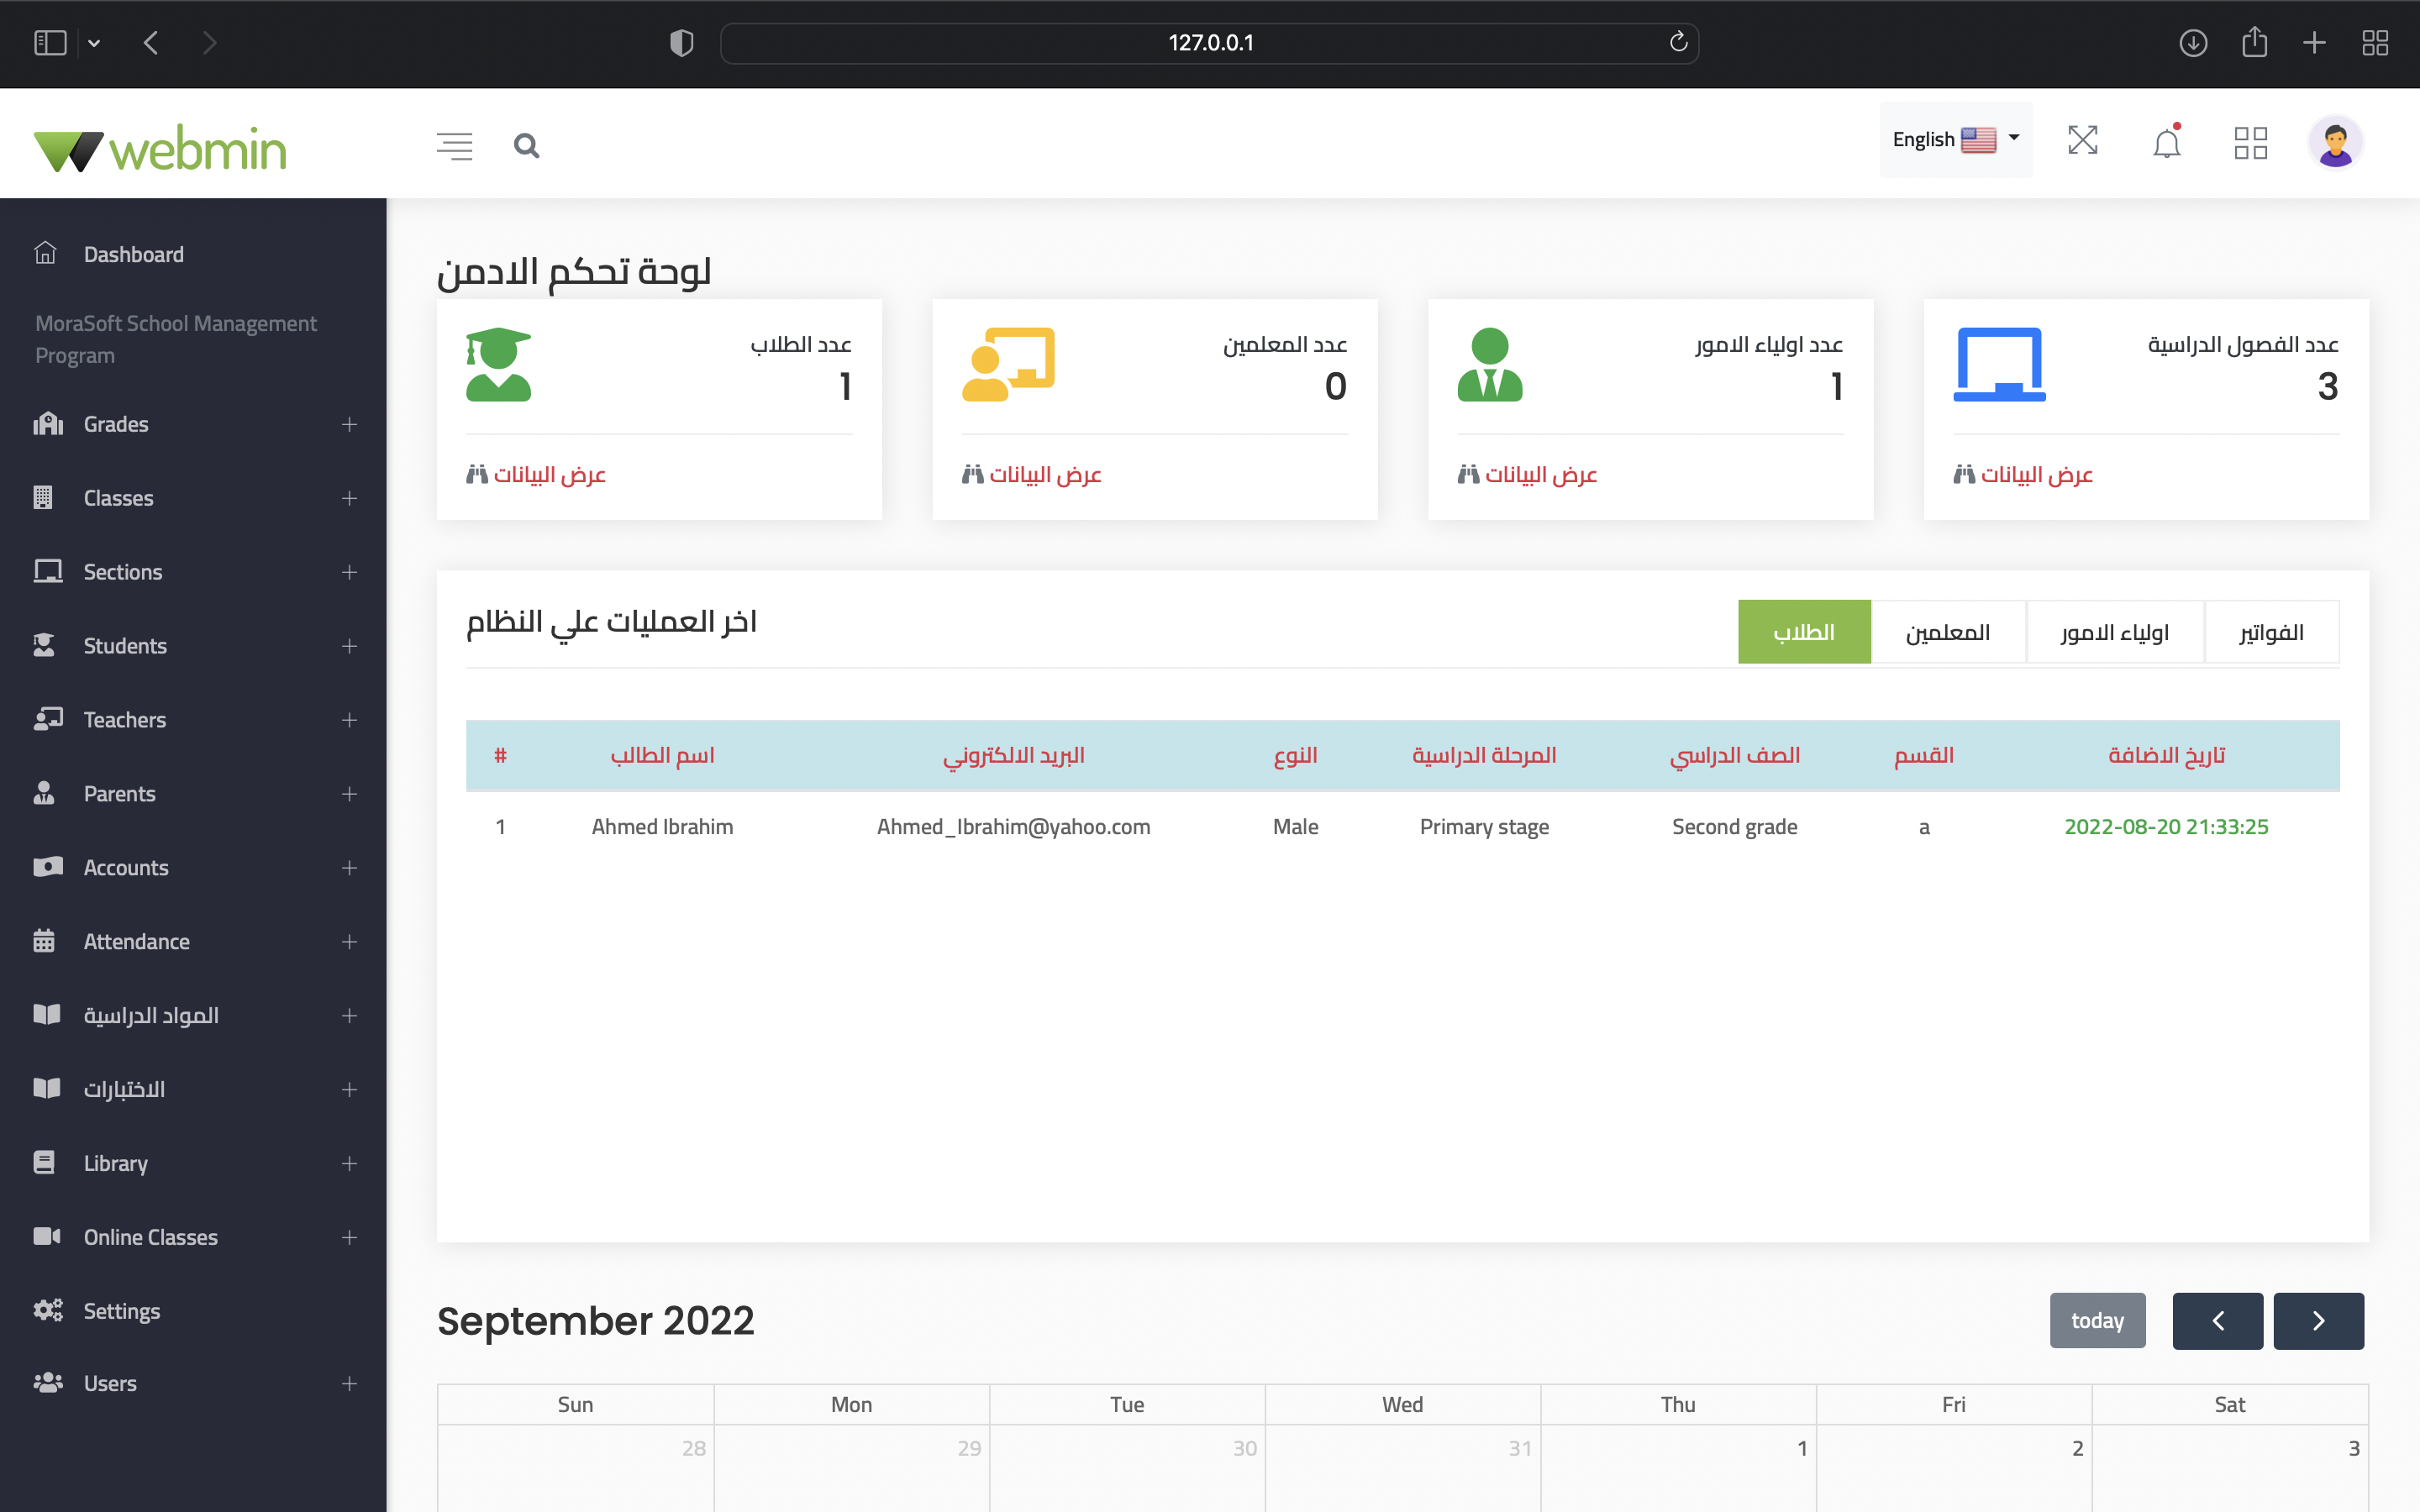 127.0.0.1
webmin
English
Dashboard
MoraSoft School Management
Program
Grades
Classes
Sections
Students
Teachers
Parents
Accounts
Attendance
المواد الدراسية
الاختبارات
Library
Online Classes
Settings
Users
لوحة تحكم الادمن
عدد الطلاب
1
عرض البيانات
عدد المعلمين
0
عرض البيانات
عدد اولياء الامور
1
عرض البيانات
عدد الفصول الدراسية
3
عرض البيانات
اخر العمليات علي النظام
الطلاب المعلمين اولياء الامور الفواتير
# اسم الطالب البريد الالكتروني النوع المرحلة الدراسية الصف الدراسي القسم تاريخ الاضافة
1 Ahmed Ibrahim Ahmed_Ibrahim@yahoo.com Male Primary stage Second grade a 2022-08-20 21:33:25
September 2022
today
Sun Mon Tue Wed Thu Fri Sat
28 29 30 31 1 2 3